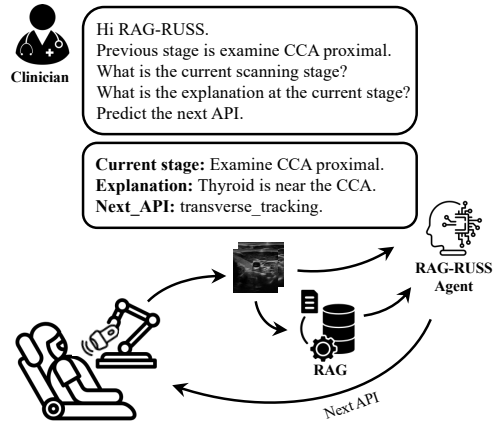 Hi RAG-RUSS.
Previous stage is examine CCA proximal.
What is the current scanning stage?
What is the explanation at the current stage?
Predict the next API.
Clinician
Current stage: Examine CCA proximal.
Explanation: Thyroid is near the CCA.
Next_API: transverse_tracking.
RAG-RUSS
Agent
RAG
Next API